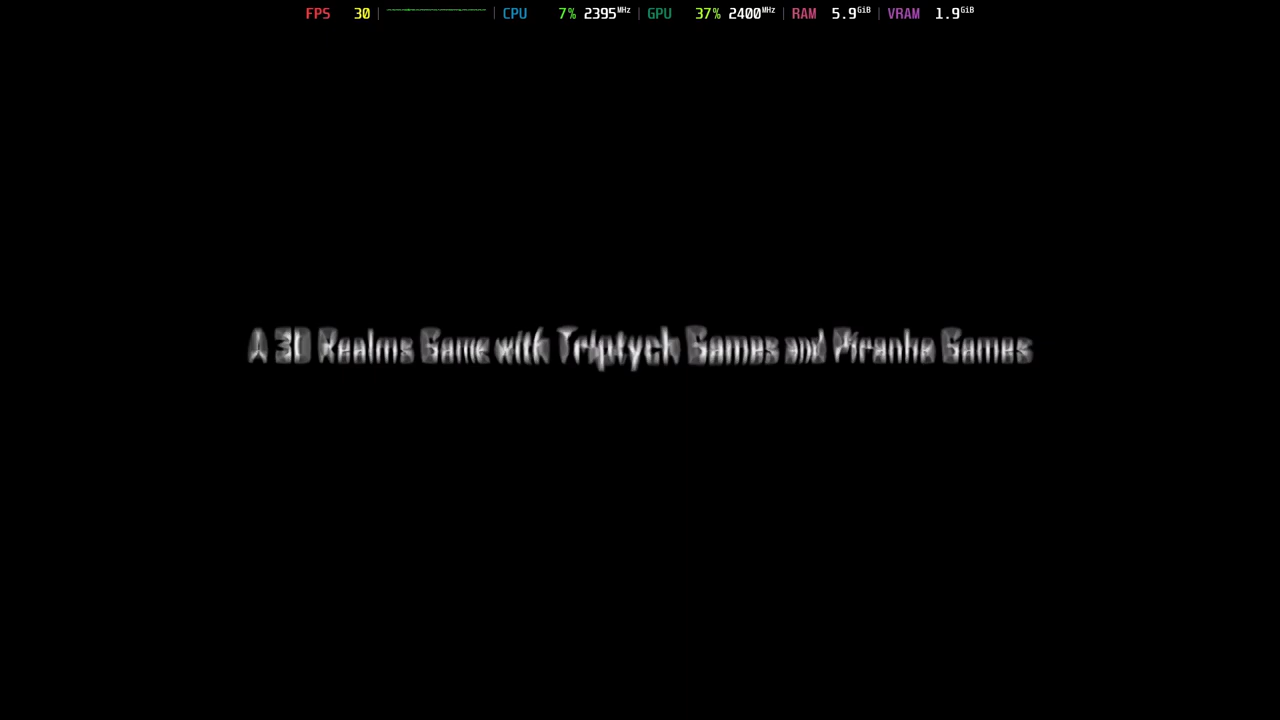 FPS 30 | CPU 7% 2395MHz | GPU 37% 2400MHz | RAM 5.9GiB | VRAM 1.9GiB
A 3D Realms Game with Triptych Games and Piranha Games